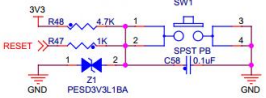 SW1
3V3
R48 4.7K 1 3
RESET R47 1K 2 4
SPST PB
1 2 C58 0.1uF
Z1
PESD3V3L1BA
GND GND